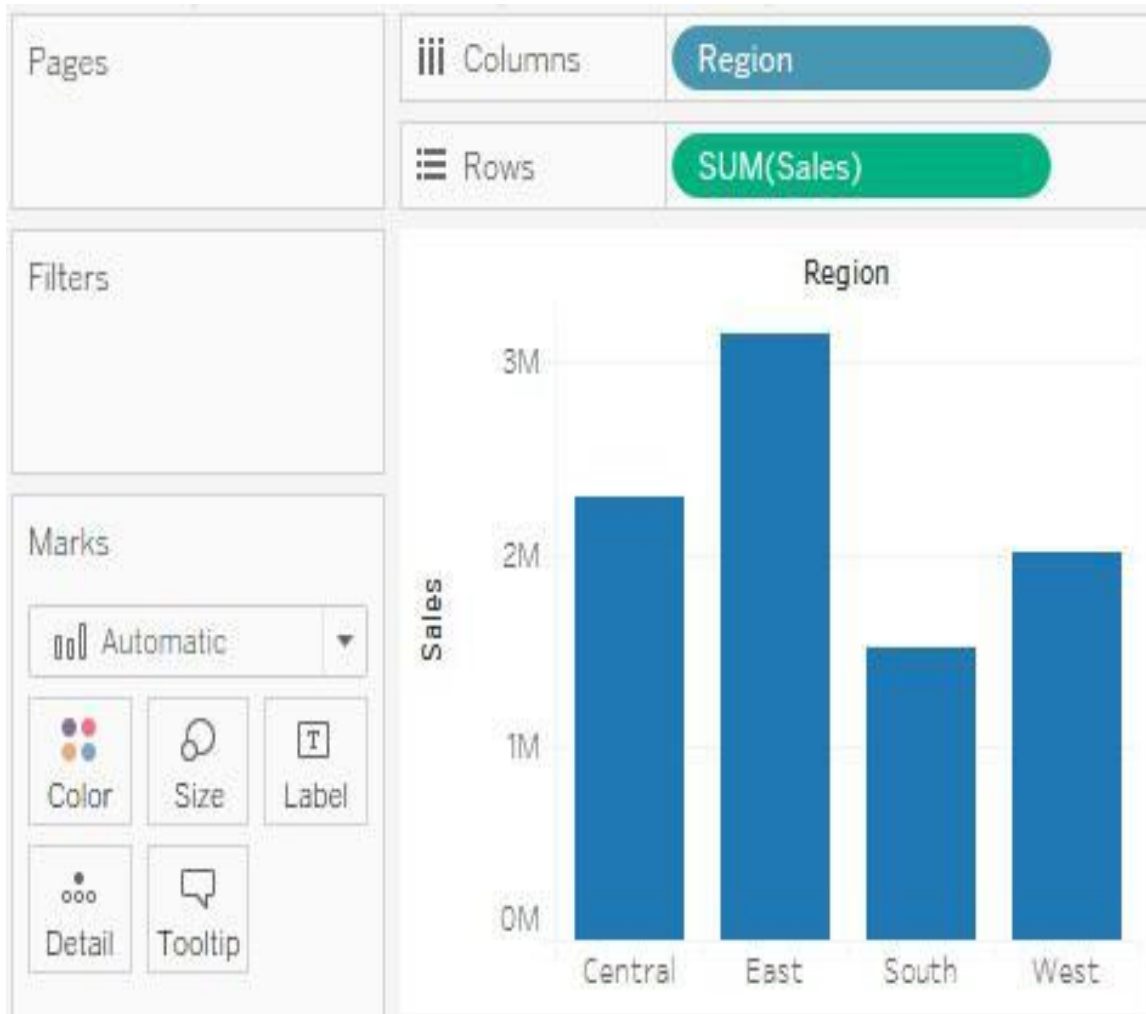 Pages
Columns
Region
Rows
SUM(Sales)
Filters
Marks
Automatic
Color
Size
T
Label
Detail
Tooltip
Region
3M
2M
1M
0M
Sales
Central East South West